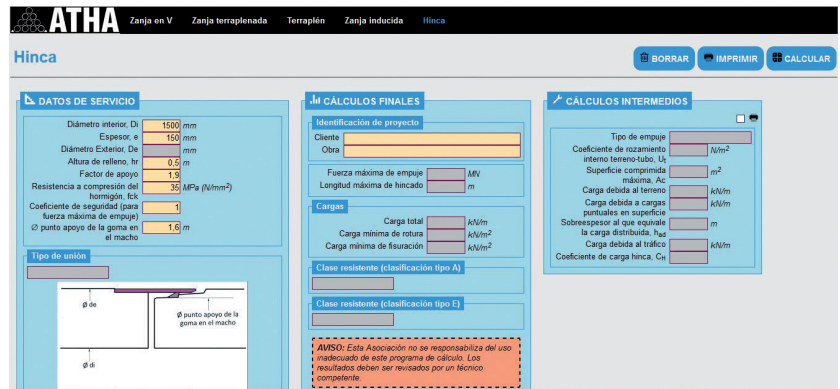 ATHA
Zanja en V
Zanja terraplenada
Terraplén
Zanja inducida
Hinca
Hinca
BORRAR
IMPRIMIR
CALCULAR
DATOS DE SERVICIO
Diámetro interior, Di 1500 mm
Espesor, e 150 mm
Diámetro Exterior, De mm
Altura de relleno, hr 0,5 m
Factor de apoyo 1,9
Resistencia a compresión del
hormigón, fck 35 MPa (N/mm²)
Coeficiente de seguridad (para
fuerza máxima de empuje) 1
Ø punto apoyo de la goma en
el macho 1,6 m
Tipo de unión
ø de
ø punto apoyo de la
goma en el macho
ø di
CÁLCULOS FINALES
Identificación de proyecto
Cliente
Obra
Fuerza máxima de empuje MN
Longitud máxima de hincado m
Cargas
Carga total kN/m
Carga mínima de rotura kN/m²
Carga mínima de fisuración kN/m²
Clase resistente (clasificación tipo A)
Clase resistente (clasificación tipo E)
AVISO: Esta Asociación no se responsabiliza del uso
inadecuado de este programa de cálculo. Los
resultados deben ser revisados por un técnico
competente.
CÁLCULOS INTERMEDIOS
Tipo de empuje
Coeficiente de rozamiento
interno terreno-tubo, Ut N/m²
Superficie comprimida
máxima, Ac m²
Carga debida al terreno kN/m
Carga debida a cargas
puntuales en superficie kN/m
Sobreespesor al que equivale
la carga distribuida, had m
Carga debida al tráfico kN/m
Coeficiente de carga hinca, CH